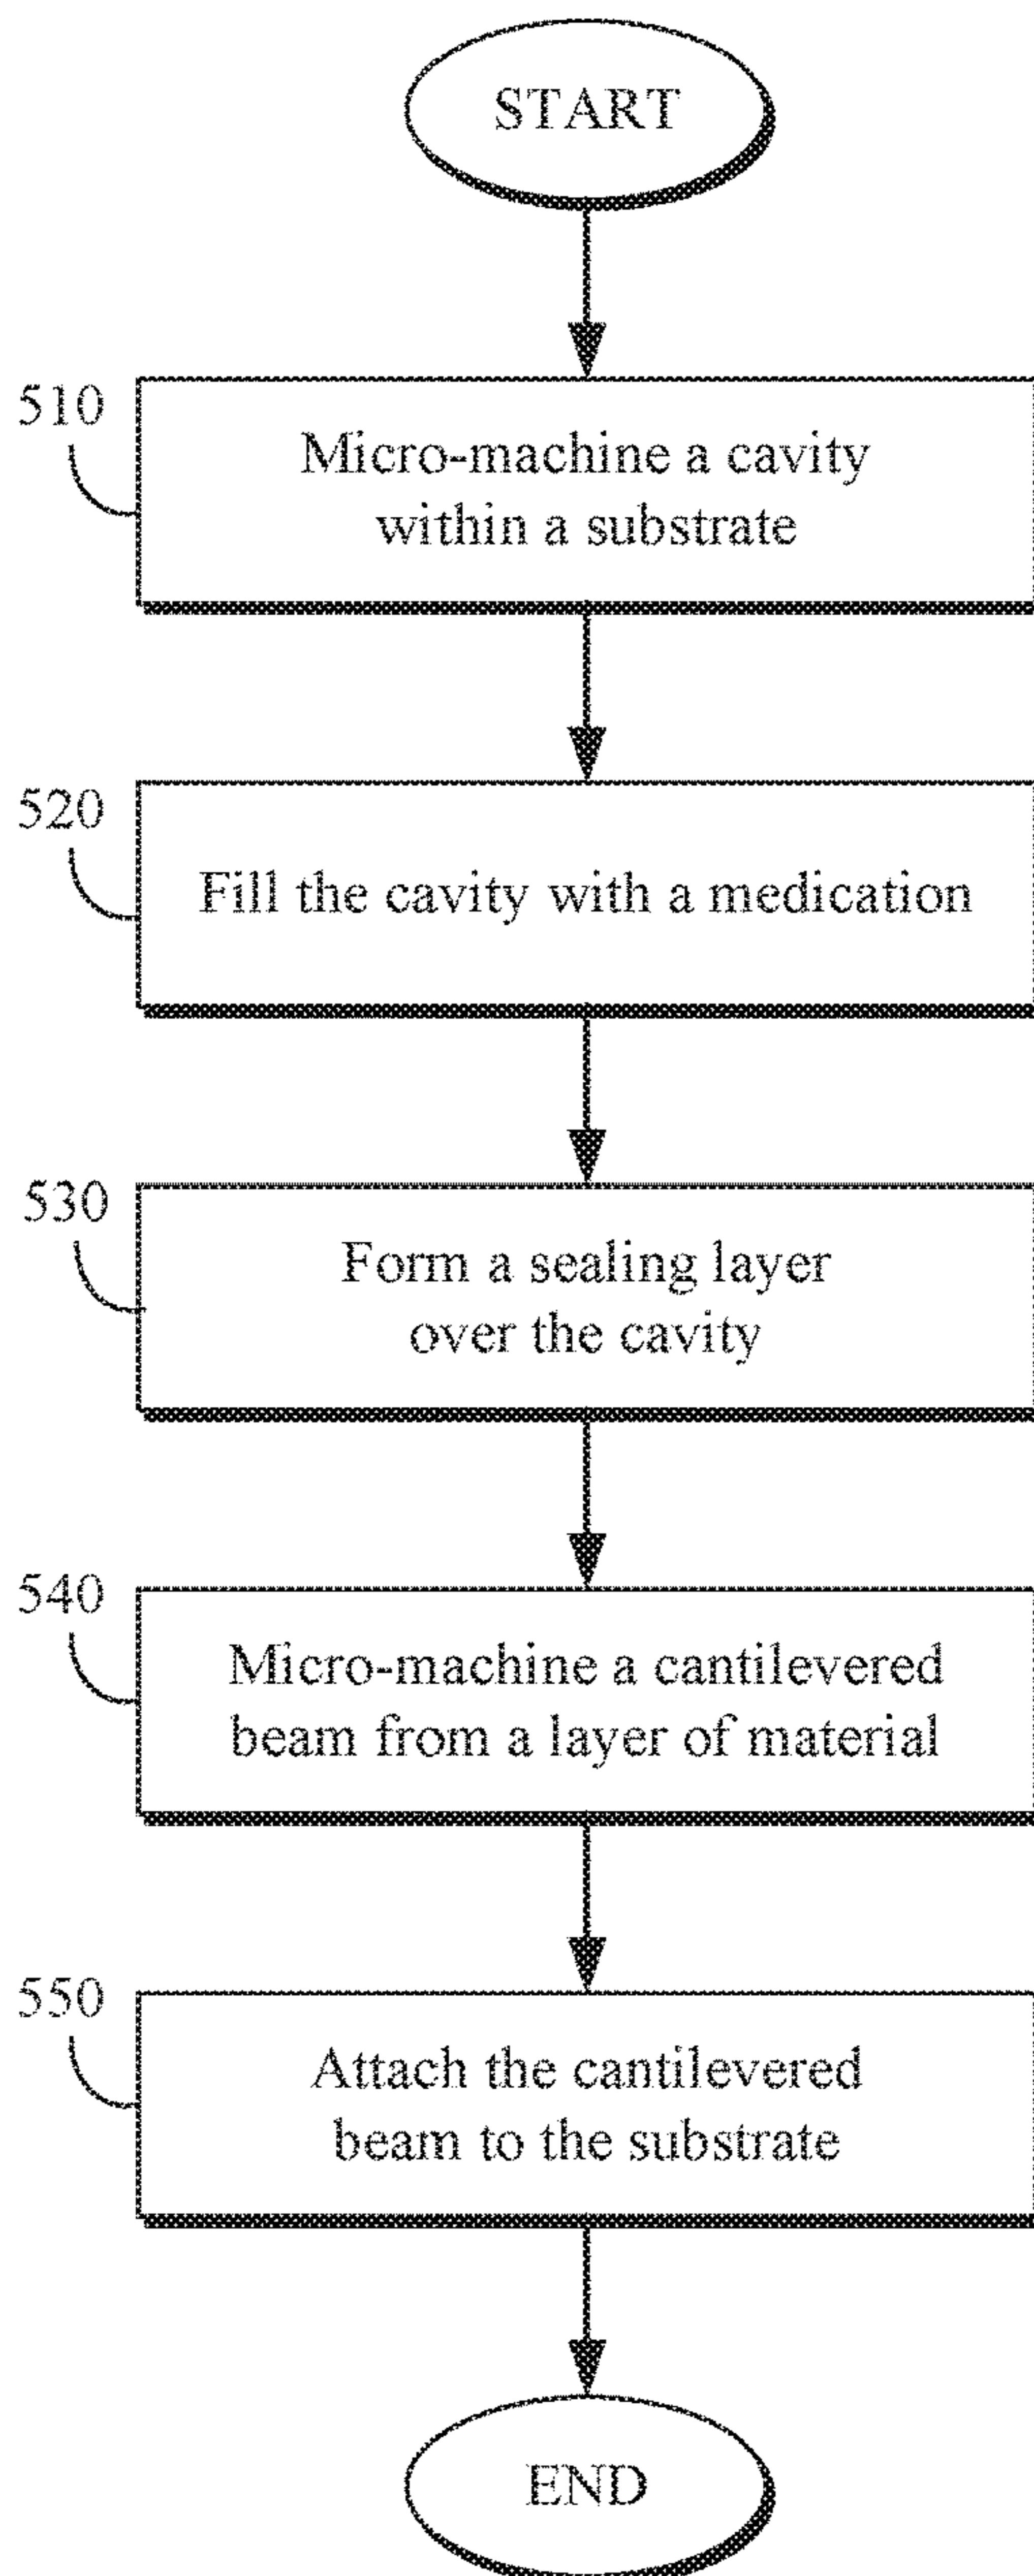 START
510
Micro-machine a cavity
within a substrate
520
Fill the cavity with a medication
530
Form a sealing layer
over the cavity
540
Micro-machine a cantilevered
beam from a layer of material
550
Attach the cantilevered
beam to the substrate
END